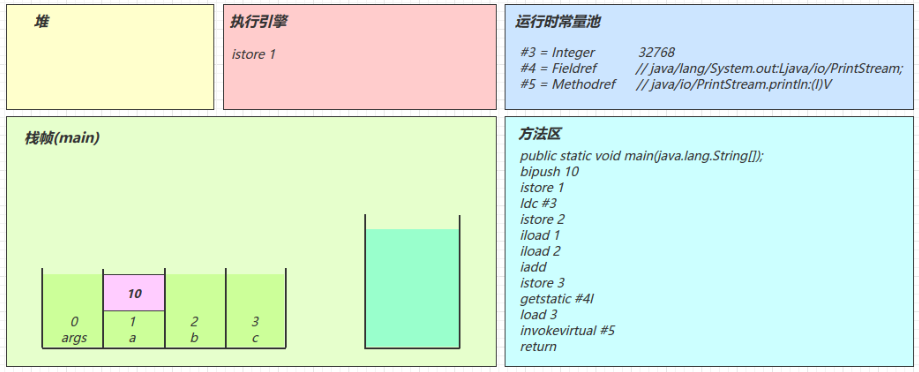 堆
执行引擎
istore 1
运行时常量池
#3 = Integer 32768
#4 = Fieldref // java/lang/System.out:Ljava/io/PrintStream;
#5 = Methodref // java/io/PrintStream.println:(I)V
栈帧(main)
10
0 1 2 3
args a b c
方法区
public static void main(java.lang.String[]);
bipush 10
istore 1
ldc #3
istore 2
iload 1
iload 2
iadd
istore 3
getstatic #4I
load 3
invokevirtual #5
return